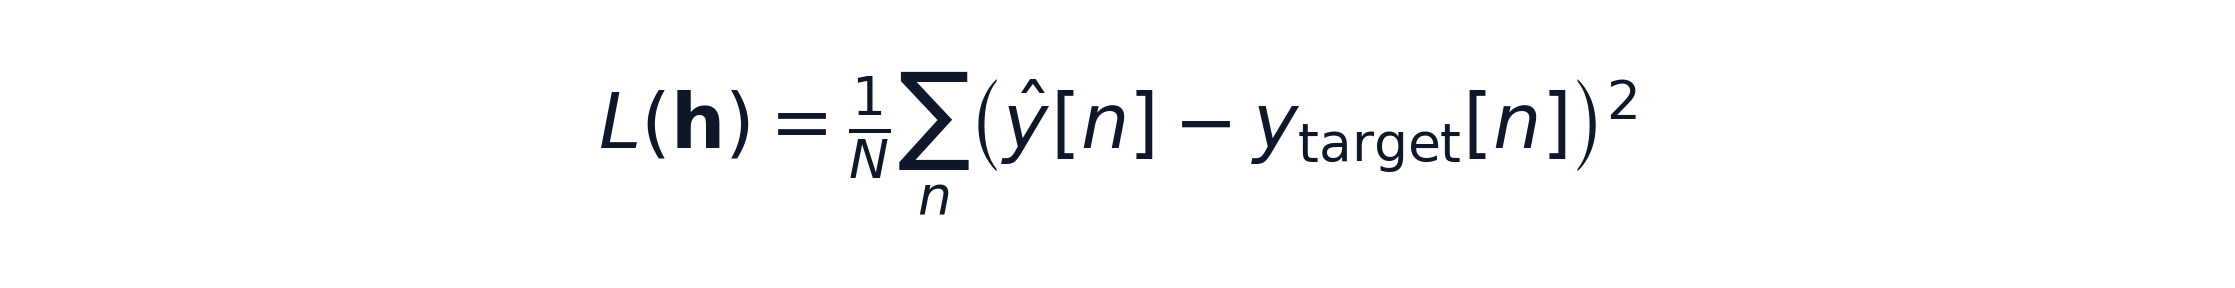 L(𝐡) = 1/N ∑_n (ŷ[n] − y_target[n])²